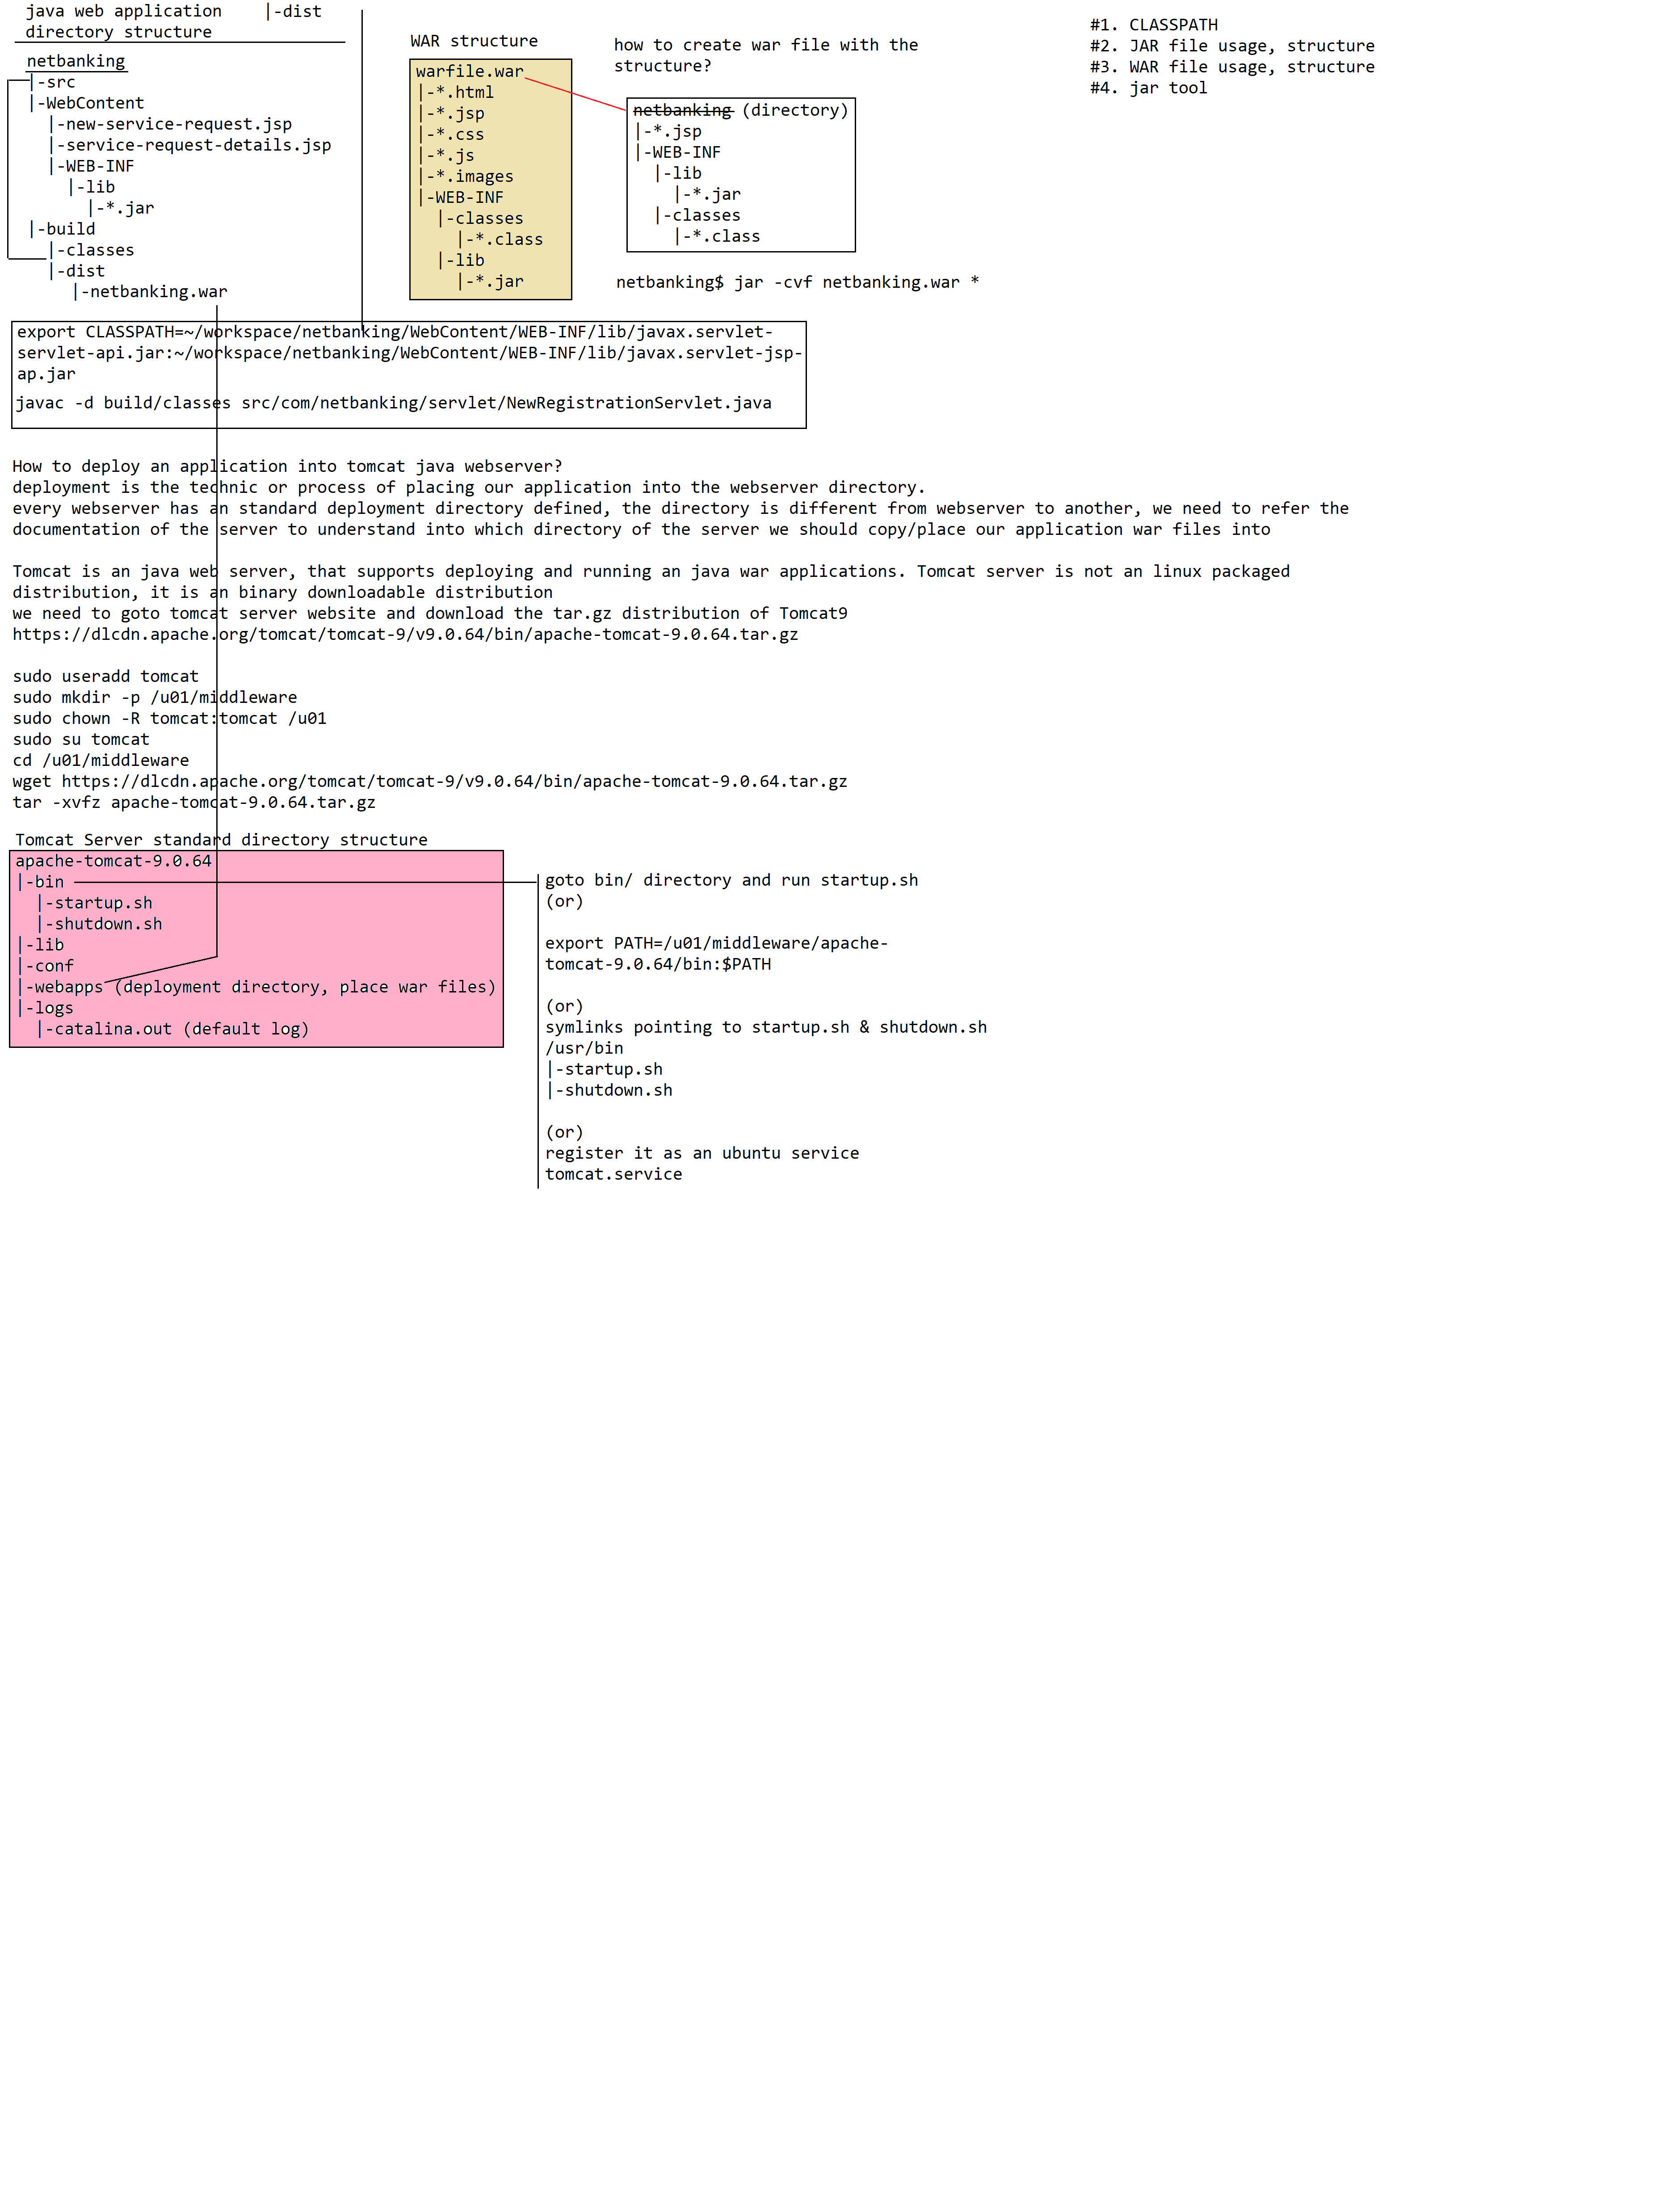 java web application    |-dist
directory structure
netbanking
|-src
|-WebContent
  |-new-service-request.jsp
  |-service-request-details.jsp
  |-WEB-INF
    |-lib
      |-*.jar
|-build
  |-classes
  |-dist
    |-netbanking.war
WAR structure
warfile.war
|-*.html
|-*.jsp
|-*.css
|-*.js
|-*.images
|-WEB-INF
  |-classes
    |-*.class
  |-lib
    |-*.jar
how to create war file with the
structure?
netbanking (directory)
|-*.jsp
|-WEB-INF
  |-lib
    |-*.jar
  |-classes
    |-*.class
netbanking$ jar -cvf netbanking.war *
#1. CLASSPATH
#2. JAR file usage, structure
#3. WAR file usage, structure
#4. jar tool
export CLASSPATH=~/workspace/netbanking/WebContent/WEB-INF/lib/javax.servlet-
servlet-api.jar:~/workspace/netbanking/WebContent/WEB-INF/lib/javax.servlet-jsp-
ap.jar
javac -d build/classes src/com/netbanking/servlet/NewRegistrationServlet.java
How to deploy an application into tomcat java webserver?
deployment is the technic or process of placing our application into the webserver directory.
every webserver has an standard deployment directory defined, the directory is different from webserver to another, we need to refer the
documentation of the server to understand into which directory of the server we should copy/place our application war files into
Tomcat is an java web server, that supports deploying and running an java war applications. Tomcat server is not an linux packaged
distribution, it is an binary downloadable distribution
we need to goto tomcat server website and download the tar.gz distribution of Tomcat9
https://dlcdn.apache.org/tomcat/tomcat-9/v9.0.64/bin/apache-tomcat-9.0.64.tar.gz
sudo useradd tomcat
sudo mkdir -p /u01/middleware
sudo chown -R tomcat:tomcat /u01
sudo su tomcat
cd /u01/middleware
wget https://dlcdn.apache.org/tomcat/tomcat-9/v9.0.64/bin/apache-tomcat-9.0.64.tar.gz
tar -xvfz apache-tomcat-9.0.64.tar.gz
Tomcat Server standard directory structure
apache-tomcat-9.0.64
|-bin
  |-startup.sh
  |-shutdown.sh
|-lib
|-conf
|-webapps (deployment directory, place war files)
|-logs
  |-catalina.out (default log)
goto bin/ directory and run startup.sh
(or)
export PATH=/u01/middleware/apache-
tomcat-9.0.64/bin:$PATH
(or)
symlinks pointing to startup.sh & shutdown.sh
/usr/bin
|-startup.sh
|-shutdown.sh
(or)
register it as an ubuntu service
tomcat.service